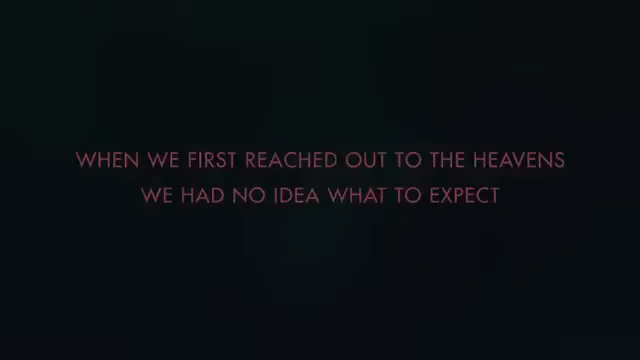 WHEN WE FIRST REACHED OUT TO THE HEAVENS
WE HAD NO IDEA WHAT TO EXPECT